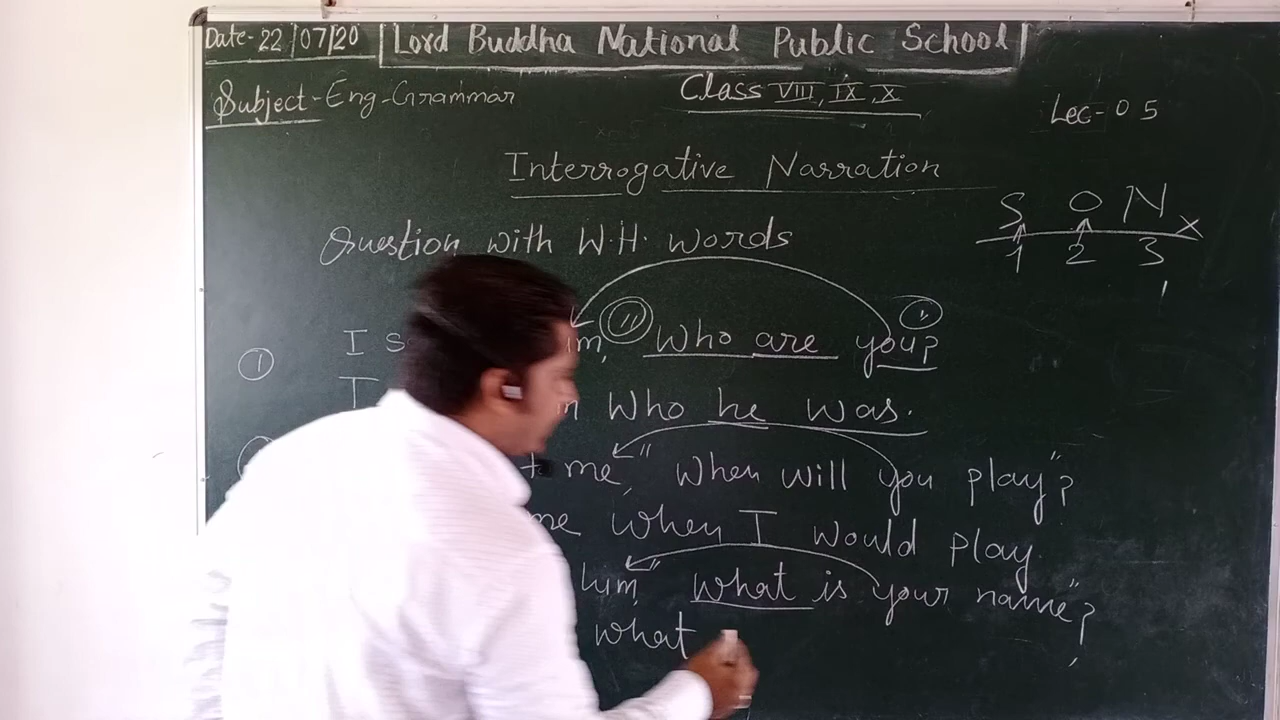 Date-22/07/20 Lord Buddha National Public School
Subject-Eng-Grammar Class VIII, IX, X Lec-05
Interrogative Narration
S O N
1 2 3
Question with W.H. words
① I s im, " Who are you? "
I m who he was.
me, "When will you play"?
me when I would play.
him, "What is your name"?
what